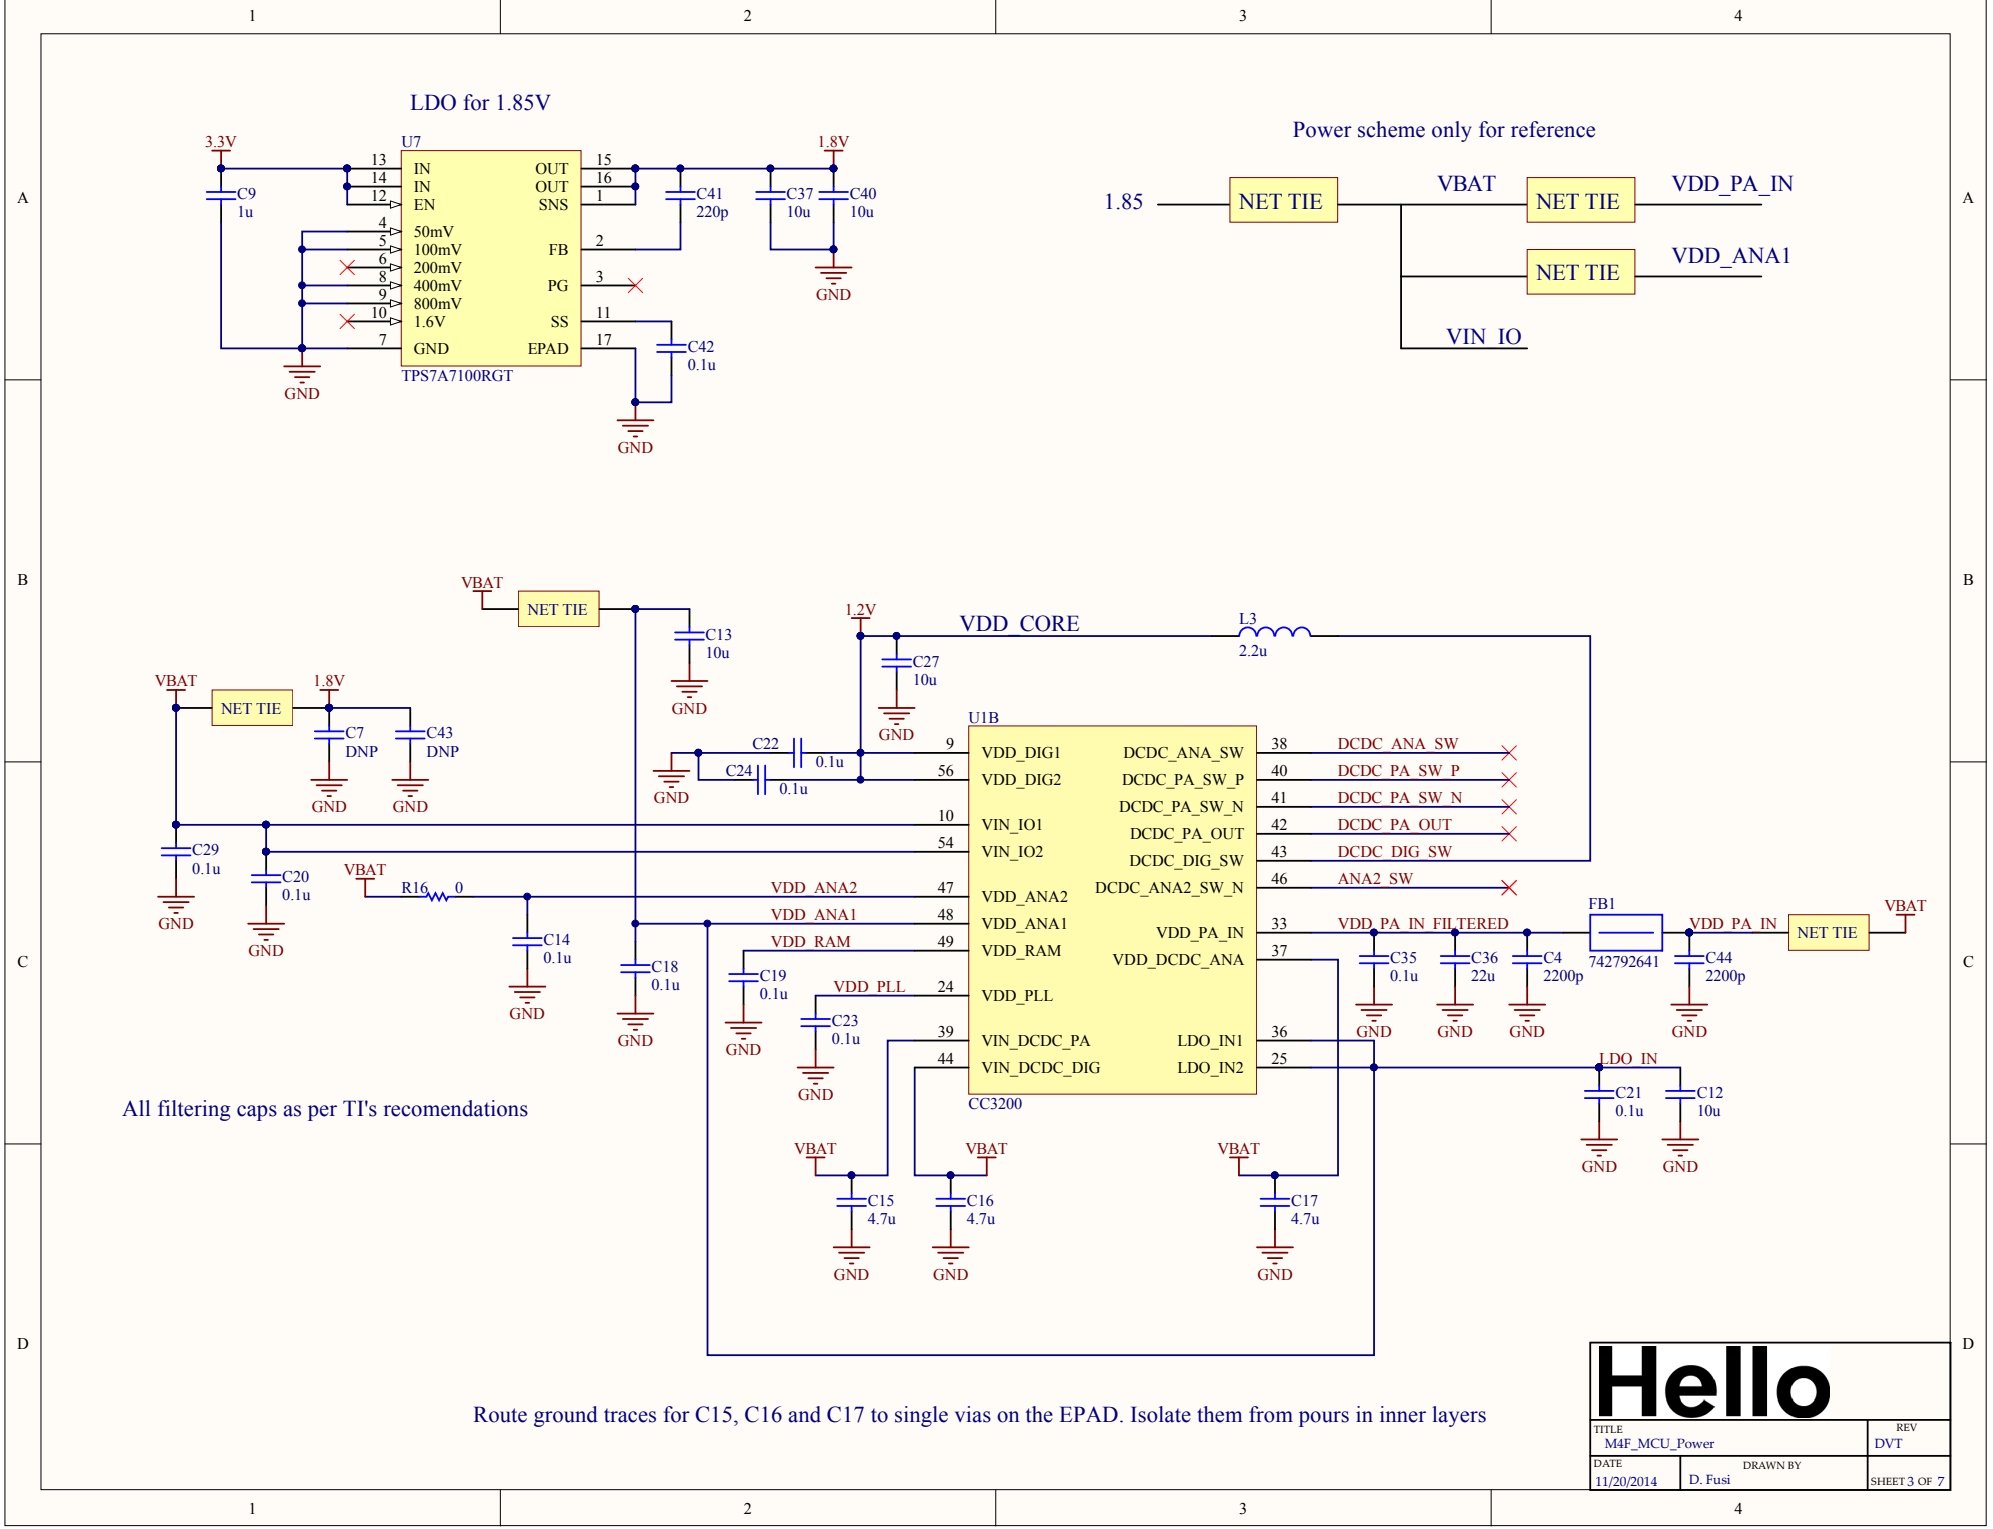 1 2 3 4
A A
B B
C C
D D
1 2 3 4
LDO for 1.85V
3.3V
C9
1u
U7
13 IN
14 IN
12 EN
4 50mV
5 100mV
6 200mV
8 400mV
9 800mV
10 1.6V
7 GND
OUT 15
OUT 16
SNS 1
FB 2
PG 3
SS 11
EPAD 17
TPS7A7100RGT
GND
1.8V
C41
220p
C37
10u
C40
10u
GND
C42
0.1u
GND
Power scheme only for reference
1.85
NET TIE
VBAT
NET TIE
VDD_PA_IN
NET TIE
VDD_ANA1
VIN_IO
VBAT
NET TIE
C13
10u
GND
VBAT
NET TIE
1.8V
C7
DNP
GND
C43
DNP
GND
C29
0.1u
GND
C20
0.1u
GND
VBAT
R16 0
C14
0.1u
GND
C18
0.1u
GND
C19
0.1u
GND
C23
0.1u
GND
1.2V
VDD_CORE
C27
10u
GND
L3
2.2u
C22
0.1u
C24
0.1u
GND
U1B
9 VDD_DIG1
56 VDD_DIG2
10 VIN_IO1
54 VIN_IO2
VDD_ANA2 47 VDD_ANA2
VDD_ANA1 48 VDD_ANA1
VDD_RAM 49 VDD_RAM
VDD_PLL 24 VDD_PLL
39 VIN_DCDC_PA
44 VIN_DCDC_DIG
DCDC_ANA_SW 38 DCDC_ANA_SW
DCDC_PA_SW_P 40 DCDC_PA_SW_P
DCDC_PA_SW_N 41 DCDC_PA_SW_N
DCDC_PA_OUT 42 DCDC_PA_OUT
DCDC_DIG_SW 43 DCDC_DIG_SW
DCDC_ANA2_SW_N 46 ANA2_SW
VDD_PA_IN 33 VDD_PA_IN_FILTERED
VDD_DCDC_ANA 37
LDO_IN1 36
LDO_IN2 25
CC3200
C35
0.1u
GND
C36
22u
GND
C4
2200p
GND
FB1
742792641
VDD_PA_IN
C44
2200p
GND
NET TIE
VBAT
LDO_IN
C21
0.1u
GND
C12
10u
GND
All filtering caps as per TI's recomendations
VBAT
C15
4.7u
GND
VBAT
C16
4.7u
GND
VBAT
C17
4.7u
GND
Route ground traces for C15, C16 and C17 to single vias on the EPAD. Isolate them from pours in inner layers
Hello
TITLE
M4F_MCU_Power
REV
DVT
DATE
11/20/2014
DRAWN BY
D. Fusi
SHEET 3 OF 7